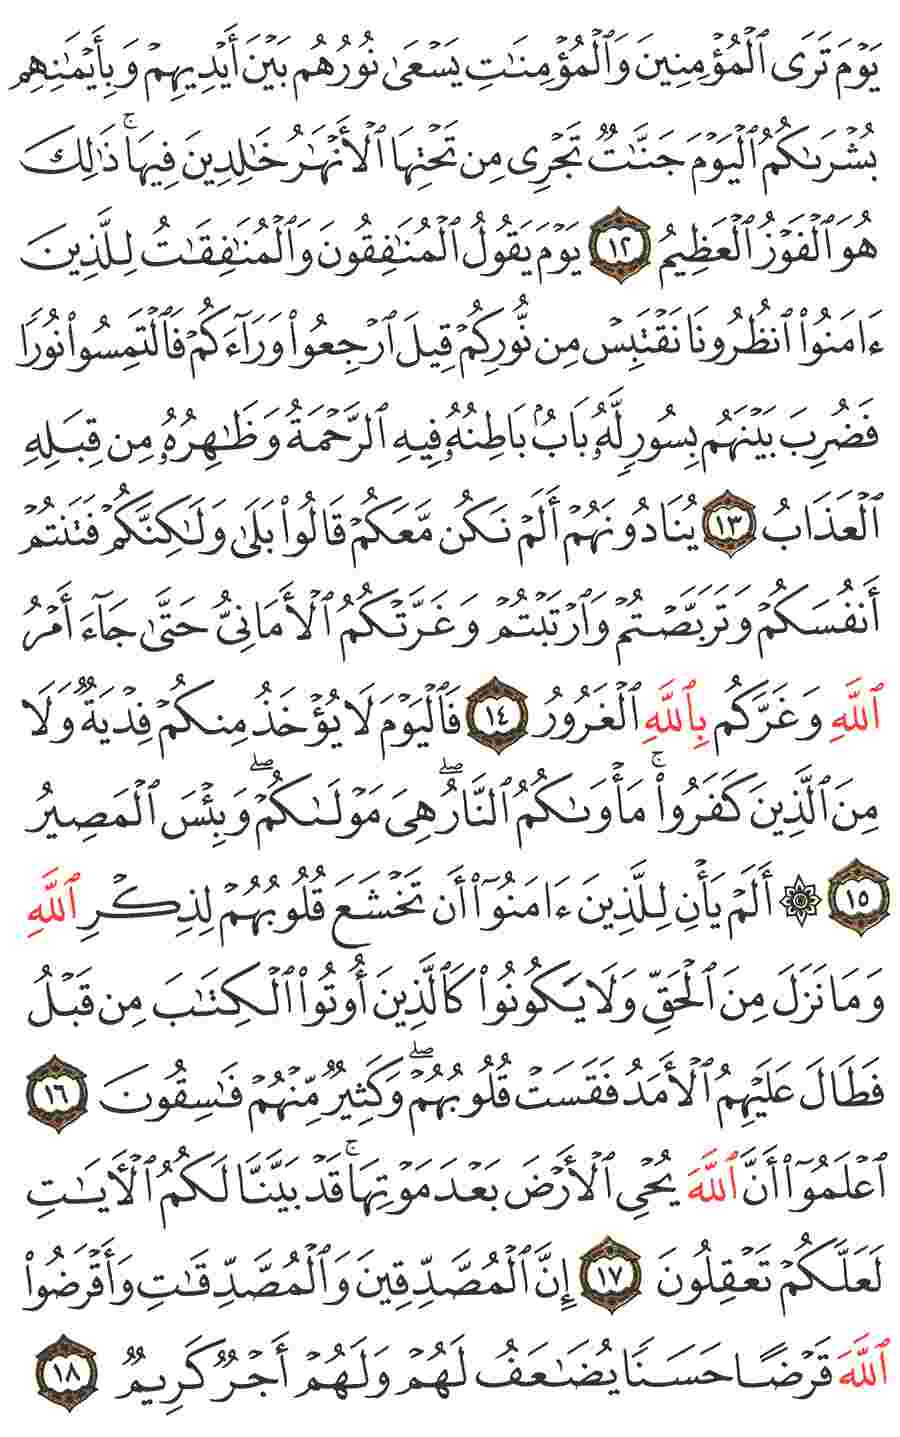 يَوۡمَ تَرَى ٱلۡمُؤۡمِنِينَ وَٱلۡمُؤۡمِنَٰتِ يَسۡعَىٰ نُورُهُم بَيۡنَ أَيۡدِيهِمۡ وَبِأَيۡمَٰنِهِم
بُشۡرَىٰكُمُ ٱلۡيَوۡمَ جَنَّٰتٞ تَجۡرِي مِن تَحۡتِهَا ٱلۡأَنۡهَٰرُ خَٰلِدِينَ فِيهَاۚ ذَٰلِكَ
هُوَ ٱلۡفَوۡزُ ٱلۡعَظِيمُ ١٢ يَوۡمَ يَقُولُ ٱلۡمُنَٰفِقُونَ وَٱلۡمُنَٰفِقَٰتُ لِلَّذِينَ
ءَامَنُواْ ٱنظُرُونَا نَقۡتَبِسۡ مِن نُّورِكُمۡ قِيلَ ٱرۡجِعُواْ وَرَآءَكُمۡ فَٱلۡتَمِسُواْ نُورٗا
فَضُرِبَ بَيۡنَهُم بِسُورٖ لَّهُۥ بَابُۢ بَاطِنُهُۥ فِيهِ ٱلرَّحۡمَةُ وَظَٰهِرُهُۥ مِن قِبَلِهِ
ٱلۡعَذَابُ ١٣ يُنَادُونَهُمۡ أَلَمۡ نَكُن مَّعَكُمۡ قَالُواْ بَلَىٰ وَلَٰكِنَّكُمۡ فَتَنتُمۡ
أَنفُسَكُمۡ وَتَرَبَّصۡتُمۡ وَٱرۡتَبۡتُمۡ وَغَرَّتۡكُمُ ٱلۡأَمَانِيُّ حَتَّىٰ جَآءَ أَمۡرُ
ٱللَّهِ وَغَرَّكُم بِٱللَّهِ ٱلۡغَرُورُ ١٤ فَٱلۡيَوۡمَ لَا يُؤۡخَذُ مِنكُمۡ فِدۡيَةٞ وَلَا
مِنَ ٱلَّذِينَ كَفَرُواْۚ مَأۡوَىٰكُمُ ٱلنَّارُۖ هِيَ مَوۡلَىٰكُمۡۖ وَبِئۡسَ ٱلۡمَصِيرُ
١٥ ۞ أَلَمۡ يَأۡنِ لِلَّذِينَ ءَامَنُوٓاْ أَن تَخۡشَعَ قُلُوبُهُمۡ لِذِكۡرِ ٱللَّهِ
وَمَا نَزَلَ مِنَ ٱلۡحَقِّ وَلَا يَكُونُواْ كَٱلَّذِينَ أُوتُواْ ٱلۡكِتَٰبَ مِن قَبۡلُ
فَطَالَ عَلَيۡهِمُ ٱلۡأَمَدُ فَقَسَتۡ قُلُوبُهُمۡۖ وَكَثِيرٞ مِّنۡهُمۡ فَٰسِقُونَ ١٦
ٱعۡلَمُوٓاْ أَنَّ ٱللَّهَ يُحۡيِ ٱلۡأَرۡضَ بَعۡدَ مَوۡتِهَاۚ قَدۡ بَيَّنَّا لَكُمُ ٱلۡأٓيَٰتِ
لَعَلَّكُمۡ تَعۡقِلُونَ ١٧ إِنَّ ٱلۡمُصَّدِّقِينَ وَٱلۡمُصَّدِّقَٰتِ وَأَقۡرَضُواْ
ٱللَّهَ قَرۡضًا حَسَنٗا يُضَٰعَفُ لَهُمۡ وَلَهُمۡ أَجۡرٞ كَرِيمٞ ١٨